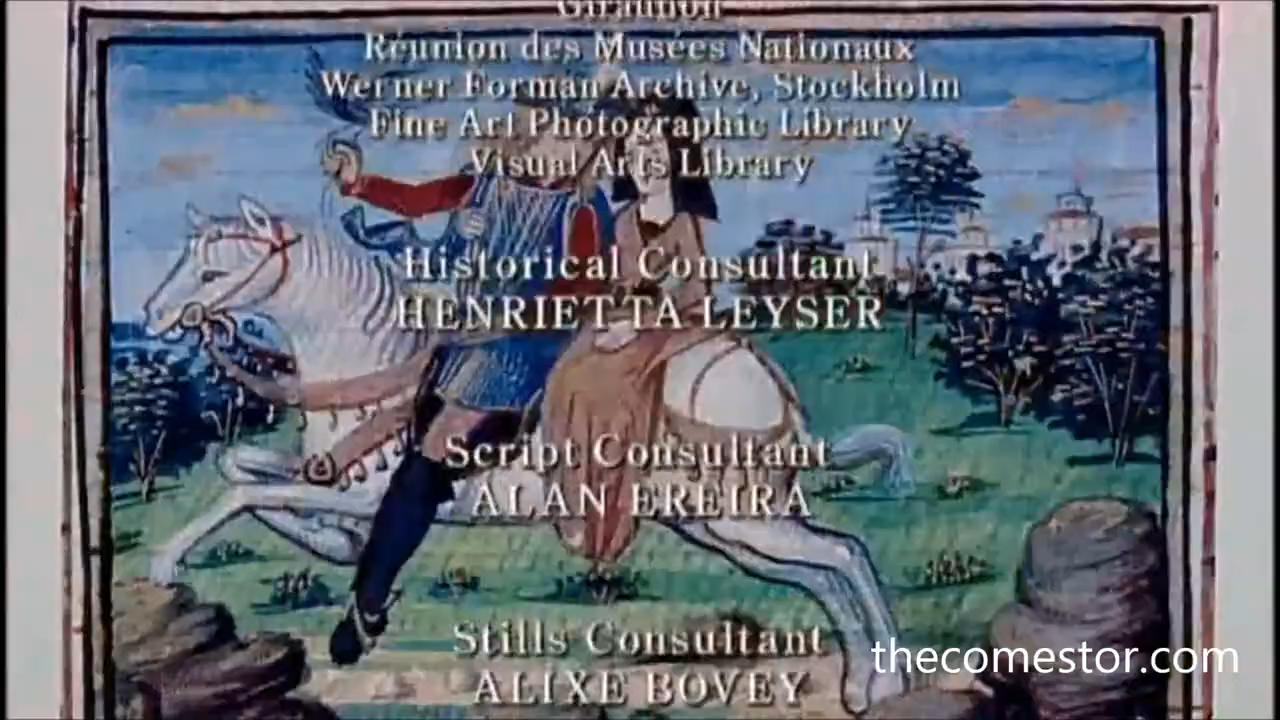 Giraudon
Réunion des Musées Nationaux
Werner Forman Archive, Stockholm
Fine Art Photographic Library
Visual Arts Library
Historical Consultant
HENRIETTA LEYSER
Script Consultant
ALAN EREIRA
Stills Consultant
ALIXE BOVEY
thecomestor.com